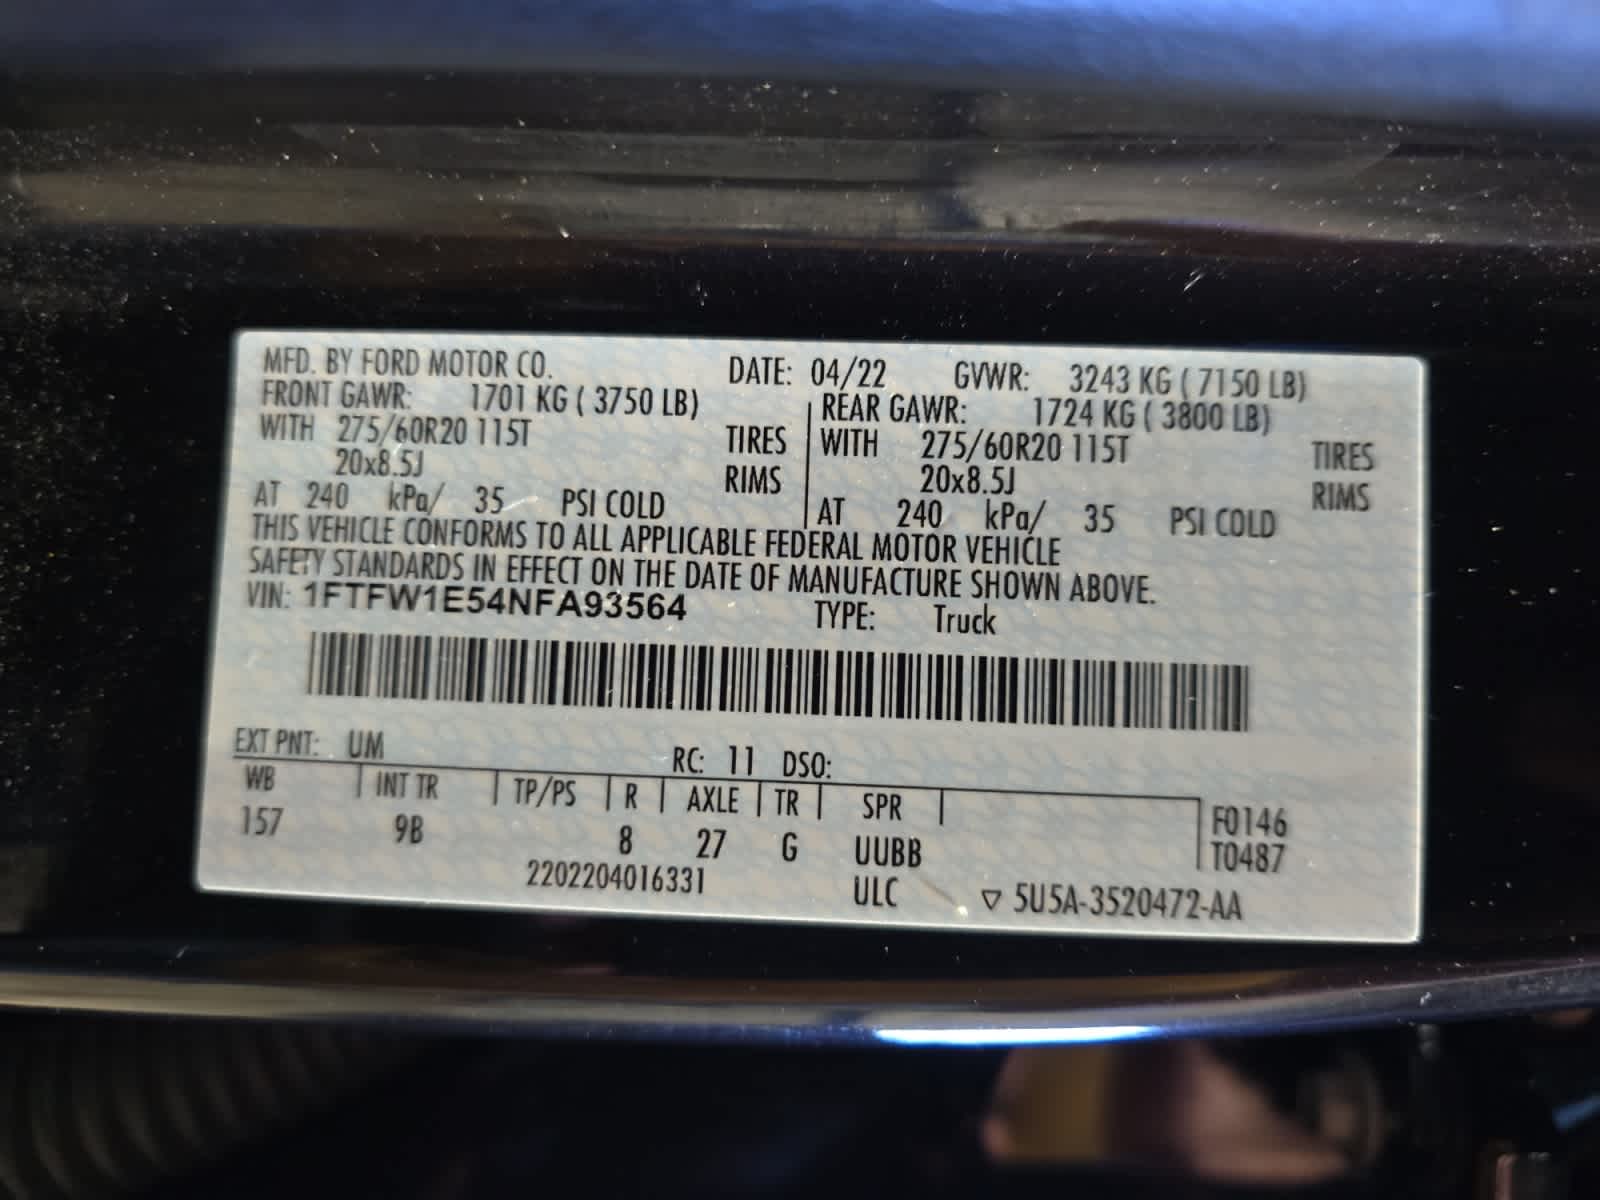 MFD. BY FORD MOTOR CO. DATE: 04/22 GVWR: 3243 KG ( 7150 LB)
FRONT GAWR: 1701 KG ( 3750 LB) REAR GAWR: 1724 KG ( 3800 LB)
WITH 275/60R20 115T TIRES WITH 275/60R20 115T TIRES
20x8.5J RIMS 20x8.5J RIMS
AT 240 kPa/ 35 PSI COLD AT 240 kPa/ 35 PSI COLD
THIS VEHICLE CONFORMS TO ALL APPLICABLE FEDERAL MOTOR VEHICLE
SAFETY STANDARDS IN EFFECT ON THE DATE OF MANUFACTURE SHOWN ABOVE.
VIN: 1FTFW1E54NFA93564 TYPE: Truck
EXT PNT: UM RC: 11 DSO:
WB INT TR TP/PS R AXLE TR SPR F0146
157 9B 8 27 G UUBB T0487
2202204016331 ULC ▽ 5U5A-3520472-AA